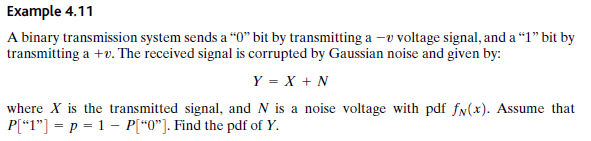 Example 4.11
A binary transmission system sends a “0” bit by transmitting a −v voltage signal, and a “1” bit by
transmitting a +v. The received signal is corrupted by Gaussian noise and given by:
Y = X + N
where X is the transmitted signal, and N is a noise voltage with pdf f_N(x). Assume that
P[“1”] = p = 1 − P[“0”]. Find the pdf of Y.